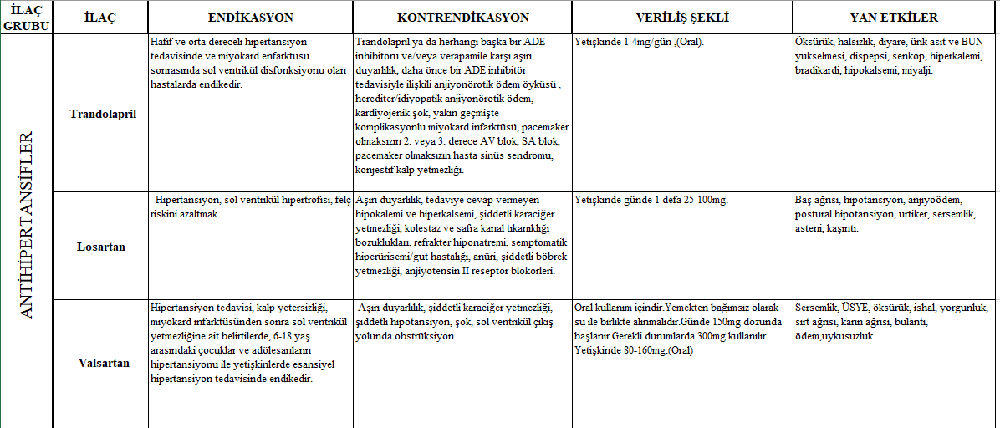 İLAÇ GRUBU
İLAÇ
ENDİKASYON
KONTRENDİKASYON
VERİLİŞ ŞEKLİ
YAN ETKİLER
ANTİHİPERTANSİFLER
Trandolapril
Hafif ve orta dereceli hipertansiyon
tedavisinde ve miyokard enfarktüsü
sonrasında sol ventrikül disfonksiyonu olan
hastalarda endikedir.
Trandolapril ya da herhangi başka bir ADE
inhibitörü ve/veya verapamile karşı aşırı
duyarlılık, daha önce bir ADE inhibitör
tedavisiyle ilişkili anjiyonörotik ödem öyküsü ,
herediter/idiyopatik anjiyonörotik ödem,
kardiyojenik şok, yakın geçmişte
komplikasyonlu miyokard infarktüsü, pacemaker
olmaksızın 2. veya 3. derece AV blok, SA blok,
pacemaker olmaksızın hasta sinüs sendromu,
konjestif kalp yetmezliği.
Yetişkinde 1-4mg/gün ,(Oral).
Öksürük, halsizlik, diyare, ürik asit ve BUN
yükselmesi, dispepsi, senkop, hiperkalemi,
bradikardi, hipokalsemi, miyalji.
Losartan
Hipertansiyon, sol ventrikül hipertrofisi, felç
riskini azaltmak.
Aşırı duyarlılık, tedaviye cevap vermeyen
hipokalemi ve hiperkalsemi, şiddetli karaciğer
yetmezliği, kolestaz ve safra kanal tıkanıklığı
bozuklukları, refrakter hiponatremi, semptomatik
hiperürisemi/gut hastalığı, anüri, şiddetli böbrek
yetmezliği, anjiyotensin II reseptör blokörleri.
Yetişkinde günde 1 defa 25-100mg.
Baş ağrısı, hipotansiyon, anjiyoödem,
postural hipotansiyon, ürtiker, sersemlik,
asteni, kaşıntı.
Valsartan
Hipertansiyon tedavisi, kalp yetersizliği,
miyokard infarktüsünden sonra sol ventrikül
yetmezliğine ait belirtilerde, 6-18 yaş
arasındaki çocuklar ve adölesanların
hipertansiyonu ile yetişkinlerde esansiyel
hipertansiyon tedavisinde endikedir.
Aşırı duyarlılık, şiddetli karaciğer yetmezliği,
şiddetli hipotansiyon, şok, sol ventrikül çıkış
yolunda obstrüksiyon.
Oral kullanım içindir.Yemekten bağımsız olarak
su ile birlikte alınmalıdır.Günde 150mg dozunda
başlanır.Gerekli durumlarda 300mg kullanılır.
Yetişkinde 80-160mg.(Oral)
Sersemlik, ÜSYE, öksürük, ishal, yorgunluk,
sırt ağrısı, karın ağrısı, bulantı,
ödem,uykusuzluk.